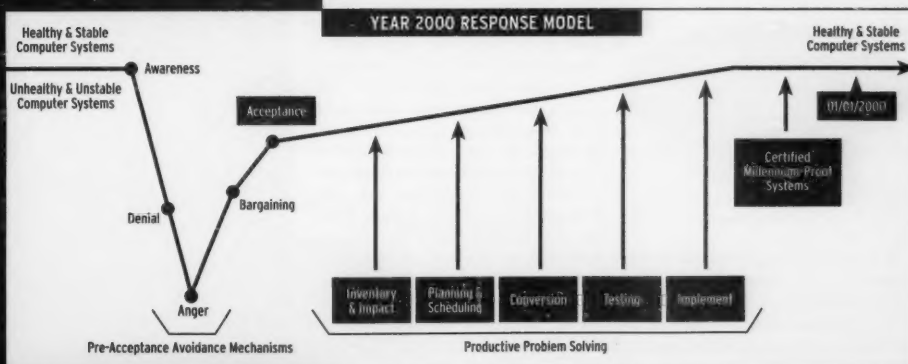 YEAR 2000 RESPONSE MODEL
Healthy & Stable
Computer Systems
Unhealthy & Unstable
Computer Systems
Awareness
Denial
Anger
Bargaining
Acceptance
Pre-Acceptance Avoidance Mechanisms
Inventory
& Impact
Planning &
Scheduling
Conversion
Testing
Implement
Productive Problem Solving
Certified
Millennium-Proof
Systems
01/01/2000
Healthy & Stable
Computer Systems